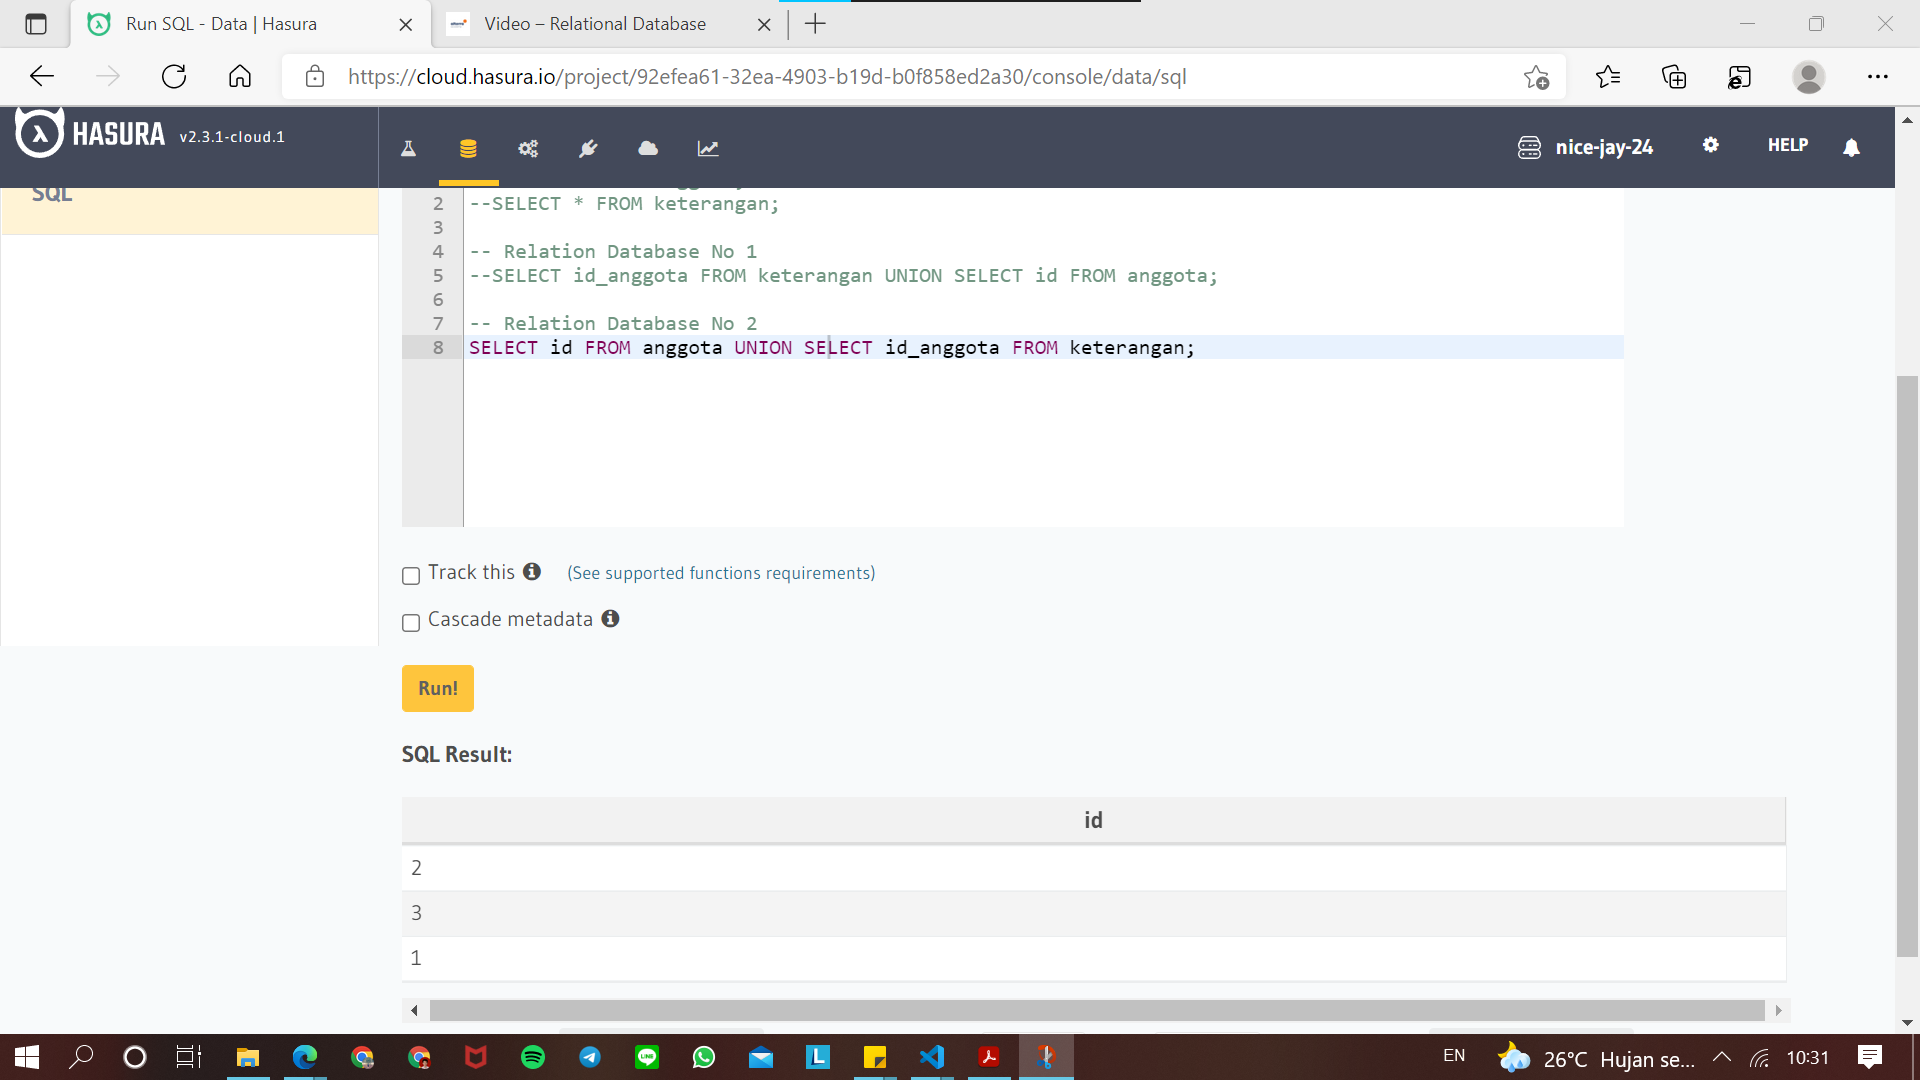 Run SQL - Data | Hasura
Video – Relational Database
https://cloud.hasura.io/project/92efea61-32ea-4903-b19d-b0f858ed2a30/console/data/sql
HASURA v2.3.1-cloud.1
nice-jay-24
HELP
SQL
2 --SELECT * FROM keterangan;
3
4 -- Relation Database No 1
5 --SELECT id_anggota FROM keterangan UNION SELECT id FROM anggota;
6
7 -- Relation Database No 2
8 SELECT id FROM anggota UNION SELECT id_anggota FROM keterangan;
Track this (See supported functions requirements)
Cascade metadata
Run!
SQL Result:
id
2
3
1
EN 26°C Hujan se... 10:31